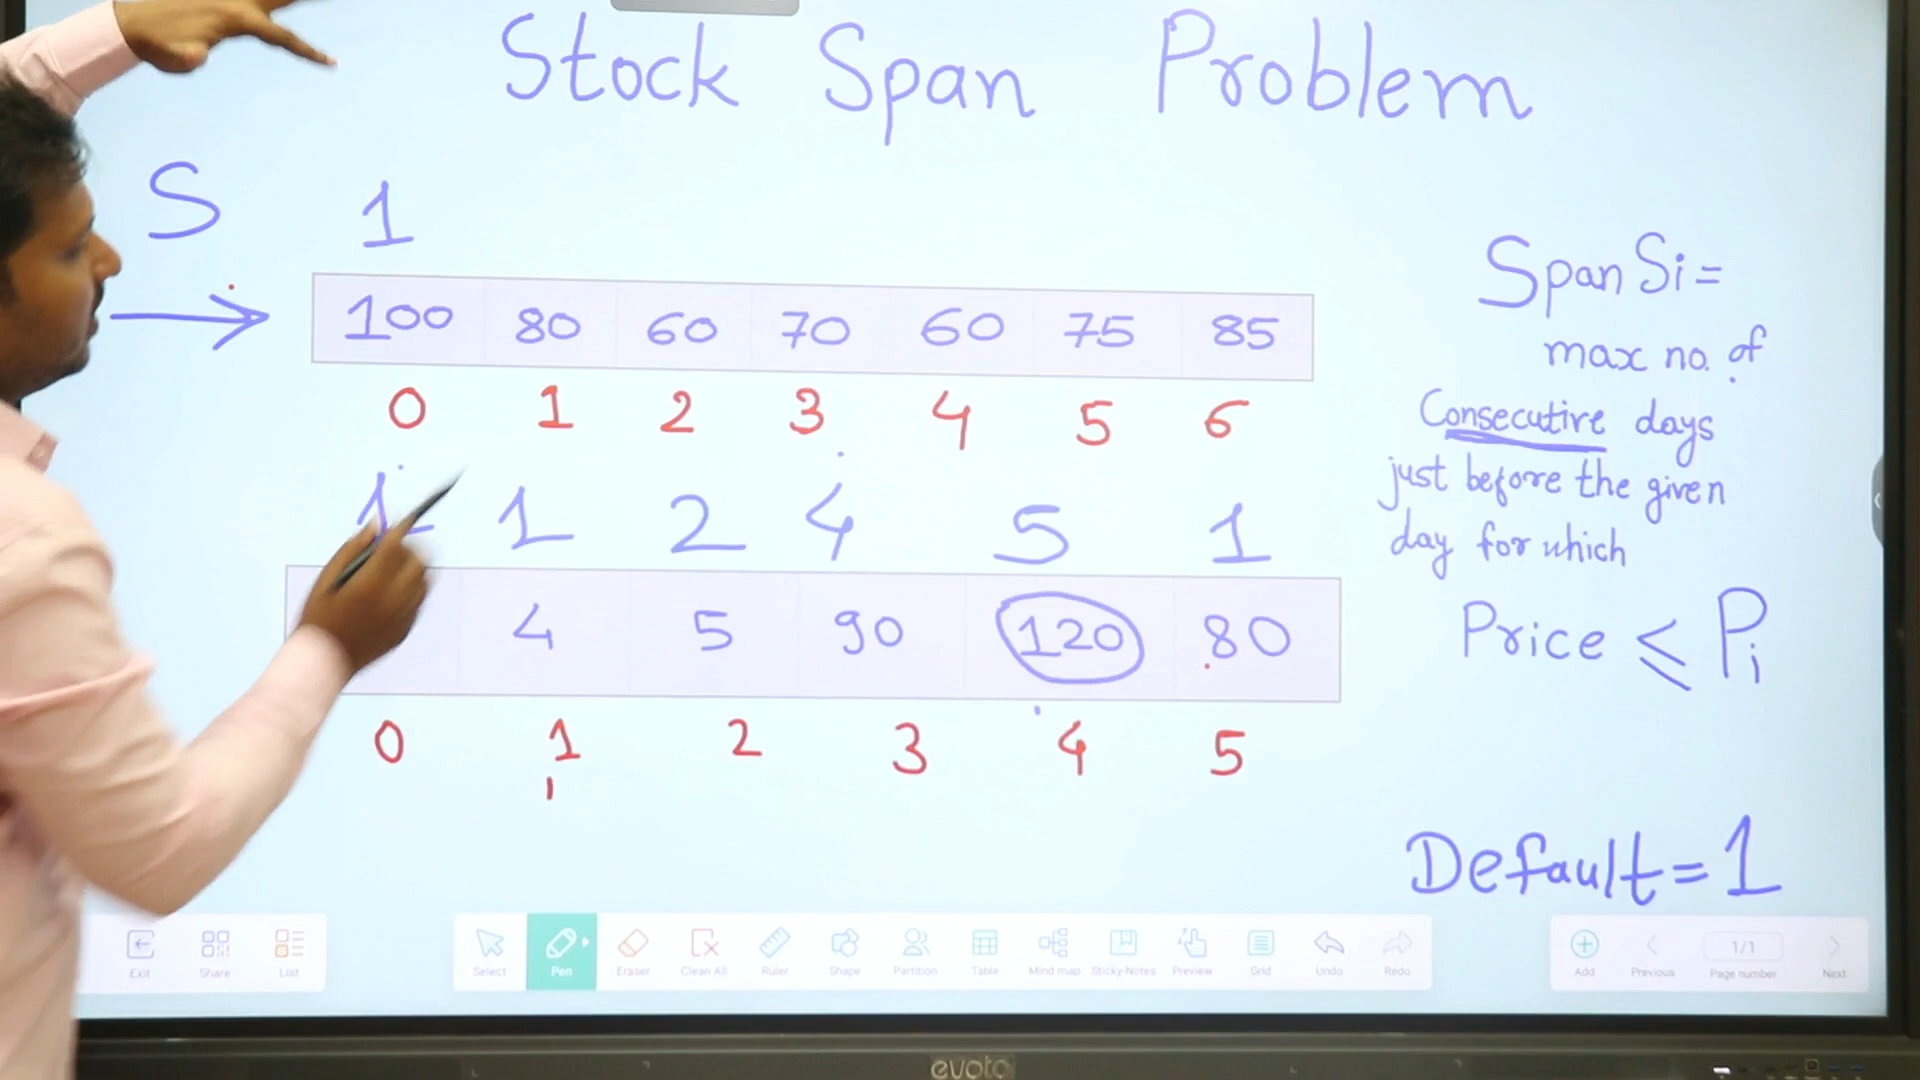 Stock Span Problem
S 1
100 80 60 70 60 75 85
0 1 2 3 4 5 6
1 1 2 4 5 1
4 5 90 120 80
0 1 2 3 4 5
Span Si =
max no. of
Consecutive days
just before the given
day for which
Price ≤ Pi
Default = 1
Exit Share List
Select Pen Eraser Clean All Ruler Shape Partition Table Mind map Sticky-Notes Preview Grid Undo Redo
Add Previous 1/1 Page number Next
evoto